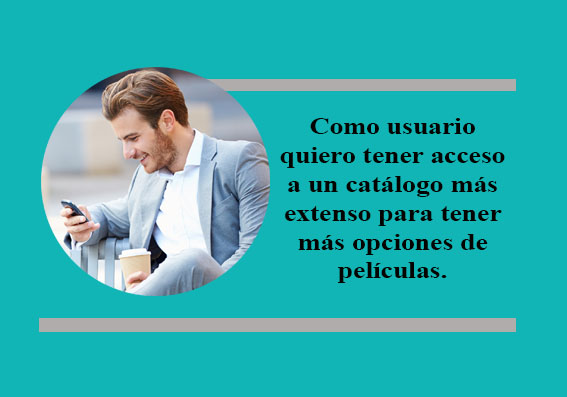 Como usuario
quiero tener acceso
a un catálogo más
extenso para tener
más opciones de
películas.